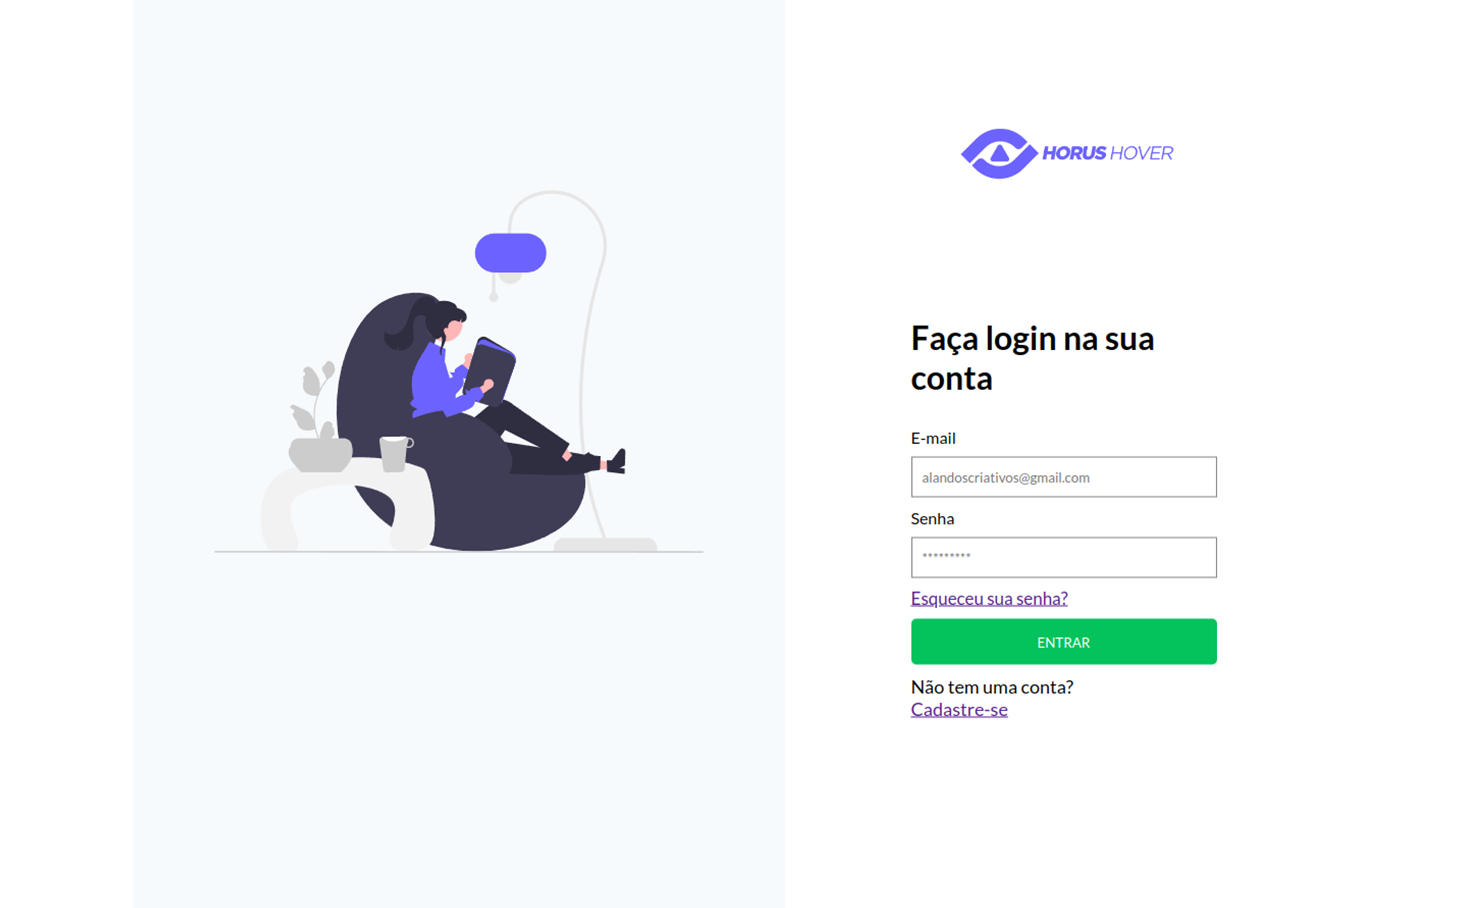 HORUS HOVER
Faça login na sua
conta
E-mail
alandoscriativos@gmail.com
Senha
*********
Esqueceu sua senha?
ENTRAR
Não tem uma conta?
Cadastre-se